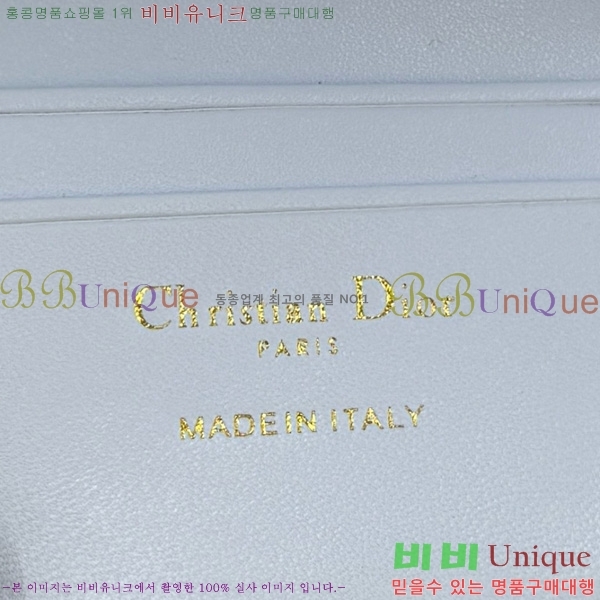 홍콩명품쇼핑몰 1위 비비유니크명품구매대행
BBUniQue 동종업계 최고의 품질 NO.1 BBUniQue
Christian Dior
PARIS
MADE IN ITALY
비비 Unique
믿을수 있는 명품구매대행
-본 이미지는 비비유니크에서 촬영한 100% 실사 이미지 입니다.-